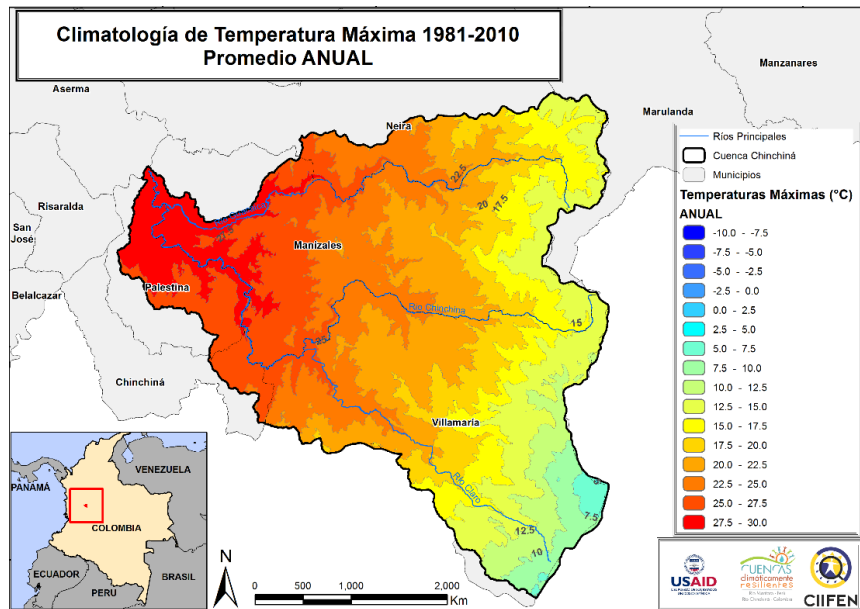 Climatología de Temperatura Máxima 1981-2010
Promedio ANUAL
Manzanares
Aserma
Marulanda
Neira
Ríos Principales
Cuenca Chinchiná
Municipios
Temperaturas Máximas (°C)
ANUAL
-10.0 - -7.5
-7.5 - -5.0
-5.0 - -2.5
-2.5 - 0.0
0.0 - 2.5
2.5 - 5.0
5.0 - 7.5
7.5 - 10.0
10.0 - 12.5
12.5 - 15.0
15.0 - 17.5
17.5 - 20.0
20.0 - 22.5
22.5 - 25.0
25.0 - 27.5
27.5 - 30.0
22.5
20
17.5
Risaralda
San
José
Manizales
Belalcazar
Palestina
Río Chinchiná
15
25
Chinchiná
Villamaría
Río Claro
7.5
12.5
10
PANAMÁ
VENEZUELA
COLOMBIA
ECUADOR
BRASIL
PERU
N
0 500 1,000 2,000
Km
USAID
CUENCAS
climáticamente
resilientes
CIIFEN